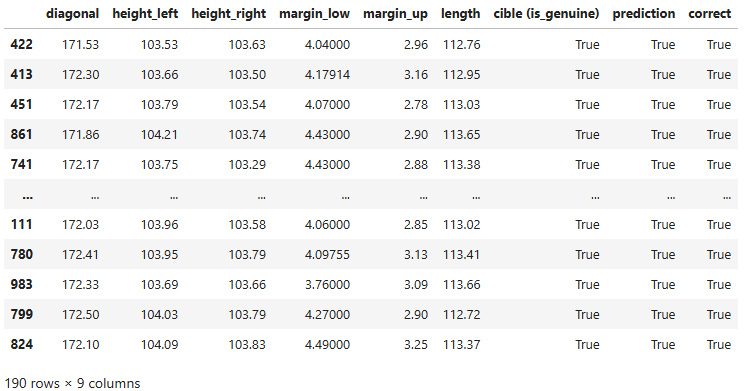 diagonal height_left height_right margin_low margin_up length cible (is_genuine) prediction correct
422 171.53 103.53 103.63 4.04000 2.96 112.76 True True True
413 172.30 103.66 103.50 4.17914 3.16 112.95 True True True
451 172.17 103.79 103.54 4.07000 2.78 113.03 True True True
861 171.86 104.21 103.74 4.43000 2.90 113.65 True True True
741 172.17 103.75 103.29 4.43000 2.88 113.38 True True True
... ... ... ... ... ... ... ... ... ...
111 172.03 103.96 103.58 4.06000 2.85 113.02 True True True
780 172.41 103.95 103.79 4.09755 3.13 113.41 True True True
983 172.33 103.69 103.66 3.76000 3.09 113.66 True True True
799 172.50 104.03 103.79 4.27000 2.90 112.72 True True True
824 172.10 104.09 103.83 4.49000 3.25 113.37 True True True
190 rows × 9 columns